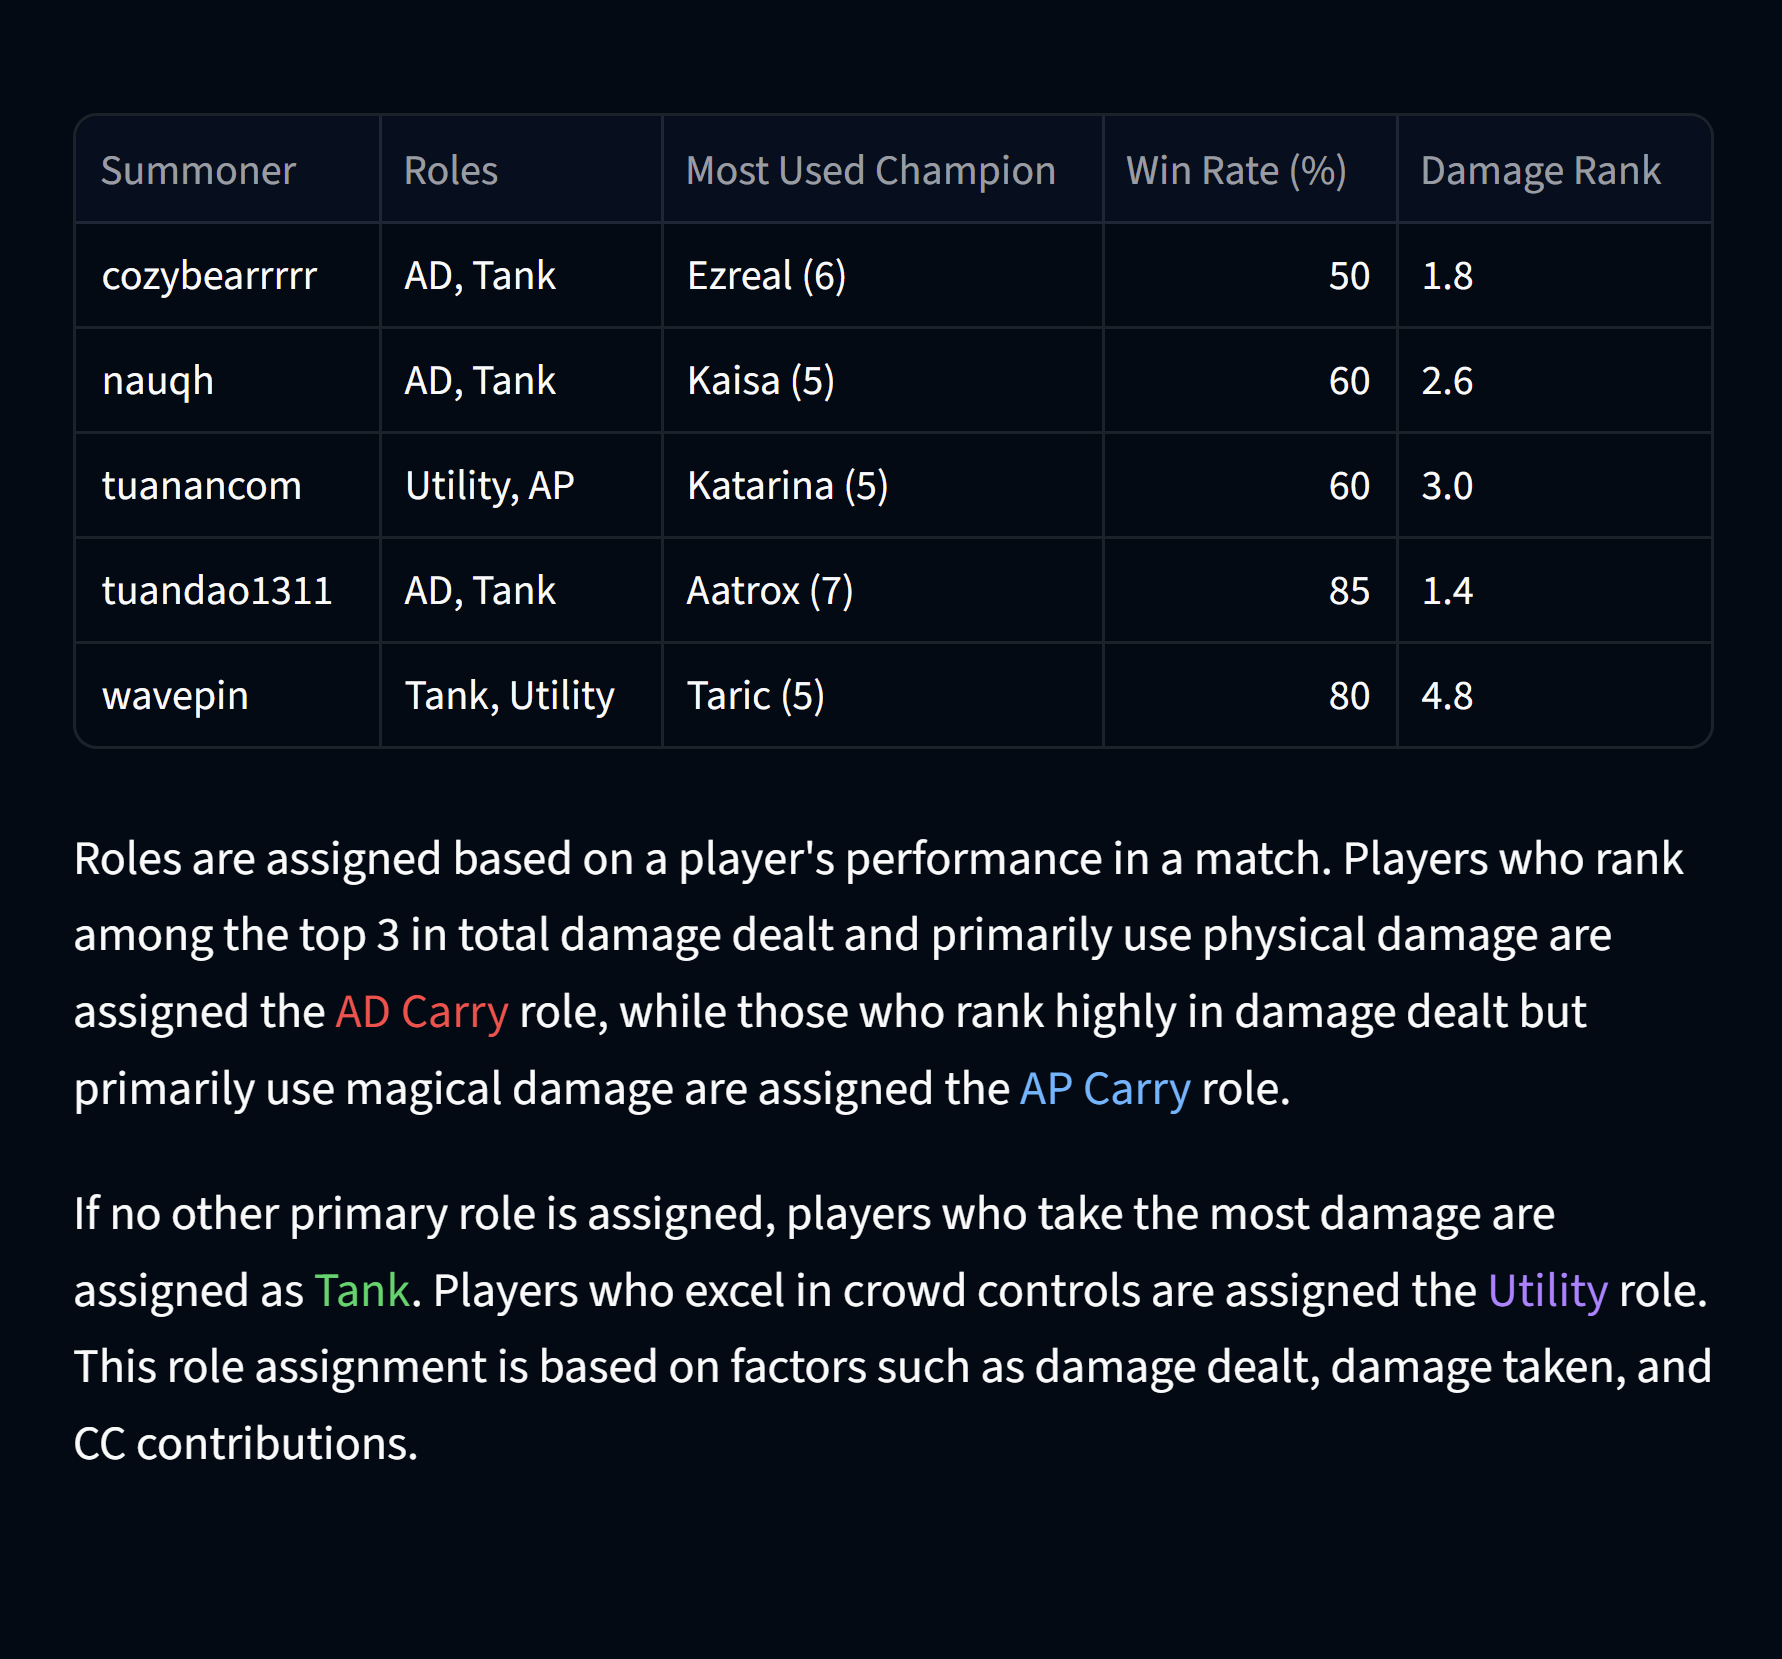 Summoner Roles Most Used Champion Win Rate (%) Damage Rank
cozybearrrrr AD, Tank Ezreal (6) 50 1.8
nauqh AD, Tank Kaisa (5) 60 2.6
tuanancom Utility, AP Katarina (5) 60 3.0
tuandao1311 AD, Tank Aatrox (7) 85 1.4
wavepin Tank, Utility Taric (5) 80 4.8
Roles are assigned based on a player's performance in a match. Players who rank
among the top 3 in total damage dealt and primarily use physical damage are
assigned the AD Carry role, while those who rank highly in damage dealt but
primarily use magical damage are assigned the AP Carry role.
If no other primary role is assigned, players who take the most damage are
assigned as Tank. Players who excel in crowd controls are assigned the Utility role.
This role assignment is based on factors such as damage dealt, damage taken, and
CC contributions.